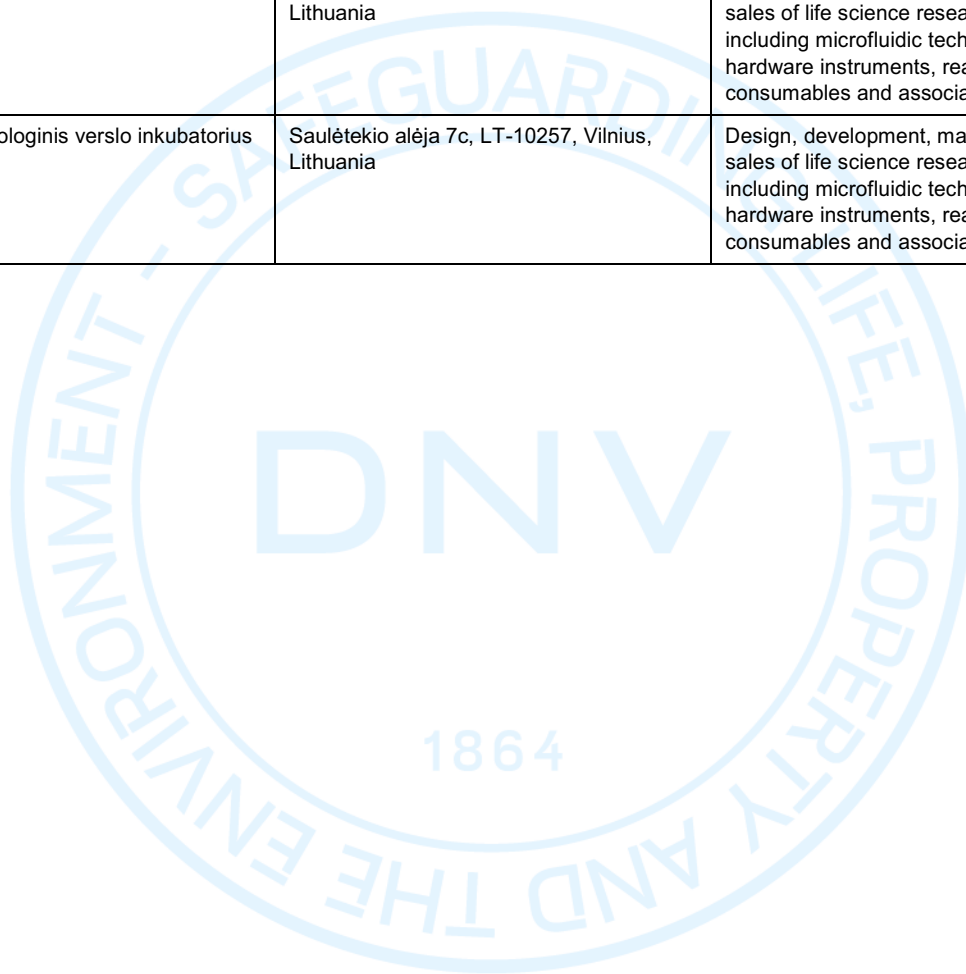 Lithuania
sales of life science resea
including microfluidic tech
hardware instruments, rea
consumables and associa
ologinis verslo inkubatorius
Saulėtekio alėja 7c, LT-10257, Vilnius,
Lithuania
Design, development, ma
sales of life science resea
including microfluidic tech
hardware instruments, rea
consumables and associa
SAFEGUARDING LIFE, PROPERTY AND THE ENVIRONMENT -
DNV
1864